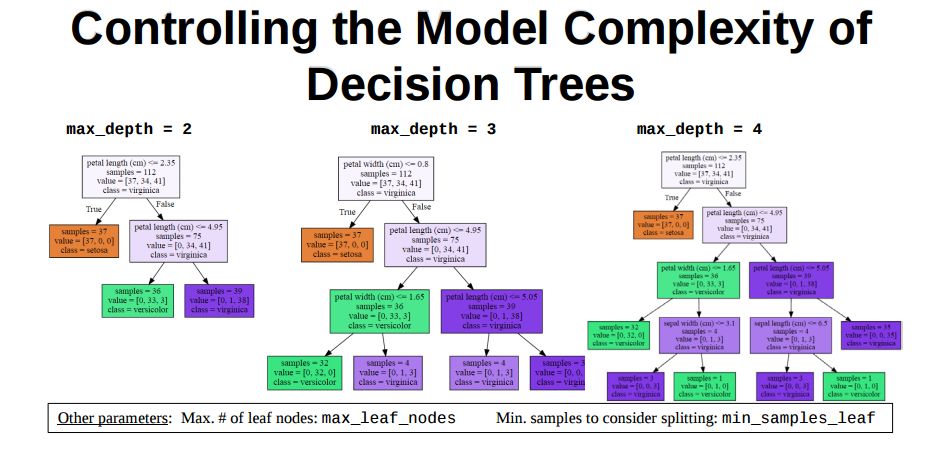 Controlling the Model Complexity of
Decision Trees
max_depth = 2
petal length (cm) <= 2.35
samples = 112
value = [37, 34, 41]
class = virginica
True
False
samples = 37
value = [37, 0, 0]
class = setosa
petal length (cm) <= 4.95
samples = 75
value = [0, 34, 41]
class = virginica
samples = 36
value = [0, 33, 3]
class = versicolor
samples = 39
value = [0, 1, 38]
class = virginica
max_depth = 3
petal width (cm) <= 0.8
samples = 112
value = [37, 34, 41]
class = virginica
True
False
samples = 37
value = [37, 0, 0]
class = setosa
petal length (cm) <= 4.95
samples = 75
value = [0, 34, 41]
class = virginica
petal width (cm) <= 1.65
samples = 36
value = [0, 33, 3]
class = versicolor
petal length (cm) <= 5.05
samples = 39
value = [0, 1, 38]
class = virginica
samples = 32
value = [0, 32, 0]
class = versicolor
samples = 4
value = [0, 1, 3]
class = virginica
samples = 4
value = [0, 1, 3]
class = virginica
samples = 3
value = [0, 0,
class = virgin
max_depth = 4
petal length (cm) <= 2.35
samples = 112
value = [37, 34, 41]
class = virginica
True
False
samples = 37
value = [37, 0, 0]
class = setosa
petal length (cm) <= 4.95
samples = 75
value = [0, 34, 41]
class = virginica
petal width (cm) <= 1.65
samples = 36
value = [0, 33, 3]
class = versicolor
petal length (cm) <= 5.05
samples = 39
value = [0, 1, 38]
class = virginica
samples = 32
value = [0, 32, 0]
class = versicolor
sepal width (cm) <= 3.1
samples = 4
value = [0, 1, 3]
class = virginica
sepal length (cm) <= 6.5
samples = 4
value = [0, 1, 3]
class = virginica
samples = 35
value = [0, 0, 35]
class = virginica
samples = 3
value = [0, 0, 3]
class = virginica
samples = 1
value = [0, 1, 0]
class = versicolor
samples = 3
value = [0, 0, 3]
class = virginica
samples = 1
value = [0, 1, 0]
class = versicolor
Other parameters: Max. # of leaf nodes: max_leaf_nodes Min. samples to consider splitting: min_samples_leaf